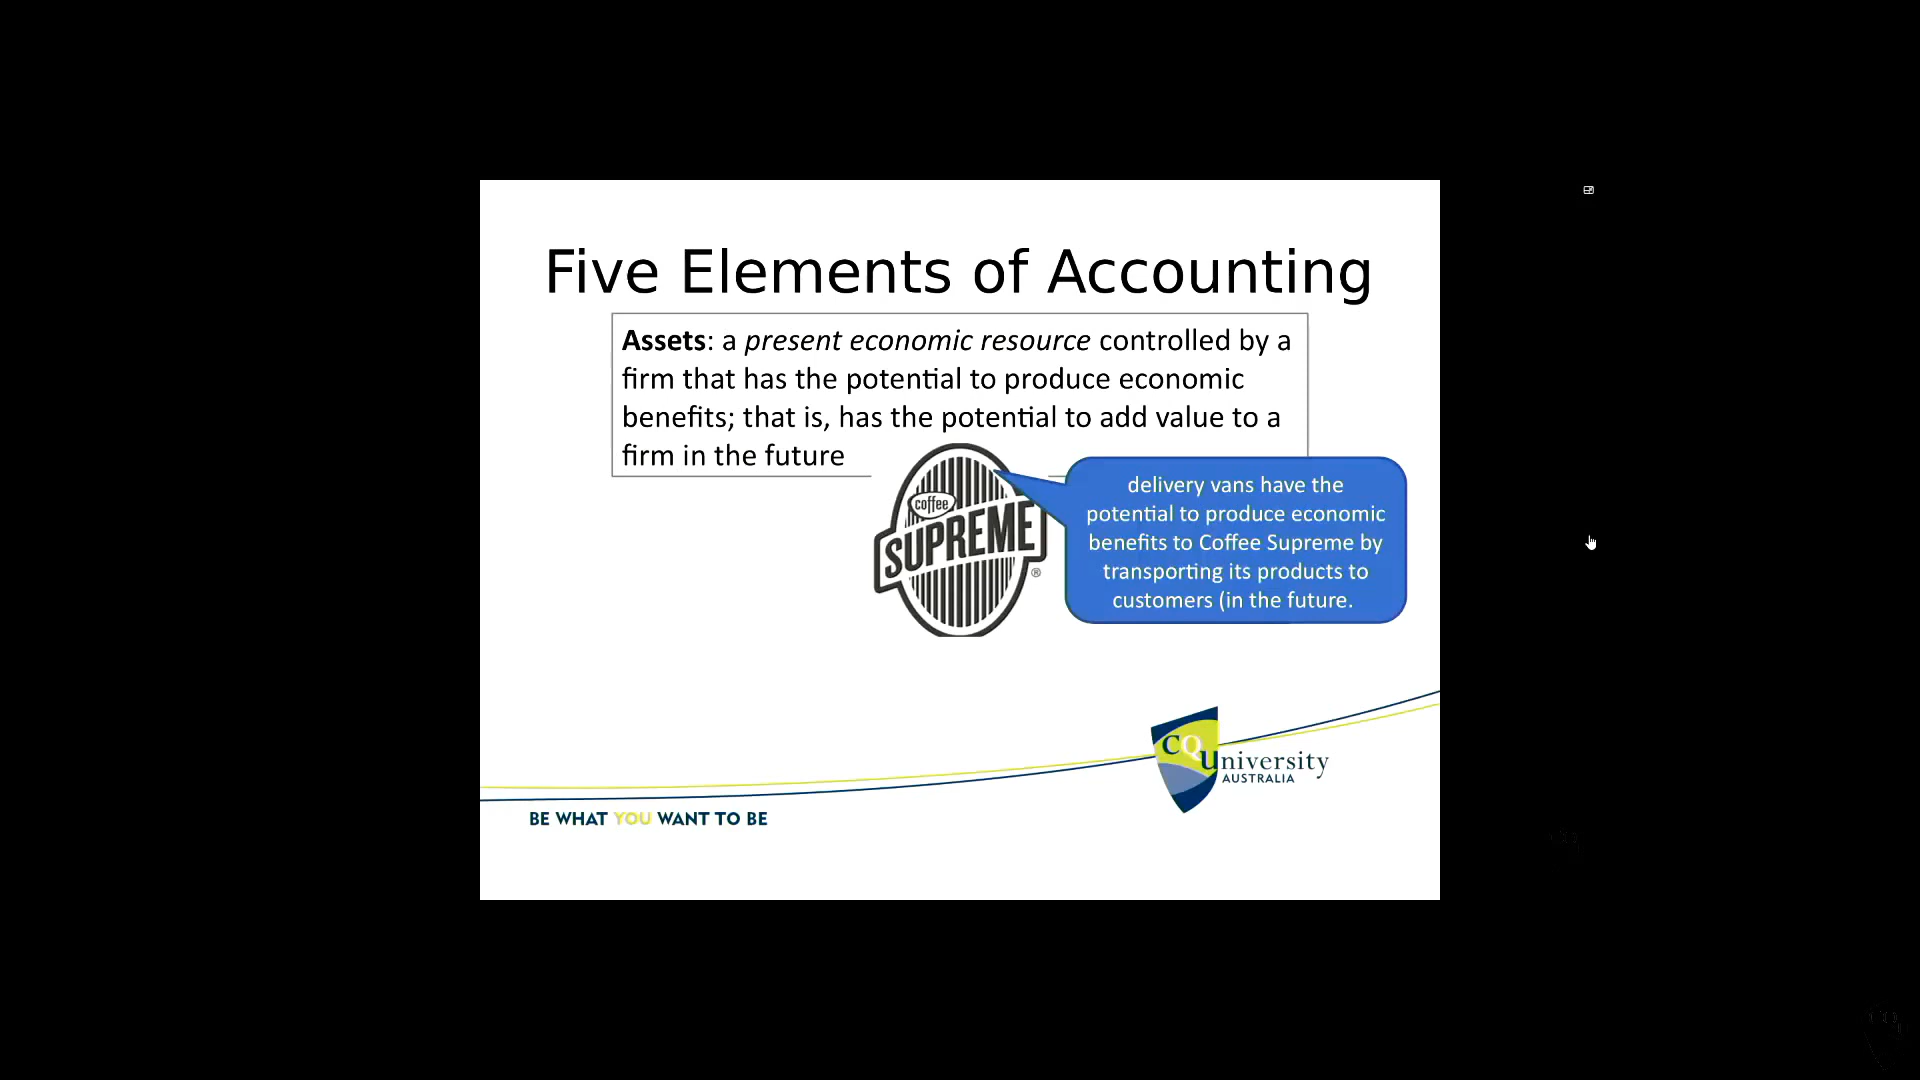 Five Elements of Accounting
Assets: a present economic resource controlled by a
firm that has the potential to produce economic
benefits; that is, has the potential to add value to a
firm in the future
coffee
SUPREME
®
delivery vans have the
potential to produce economic
benefits to Coffee Supreme by
transporting its products to
customers (in the future.
CQUniversity
AUSTRALIA
BE WHAT YOU WANT TO BE